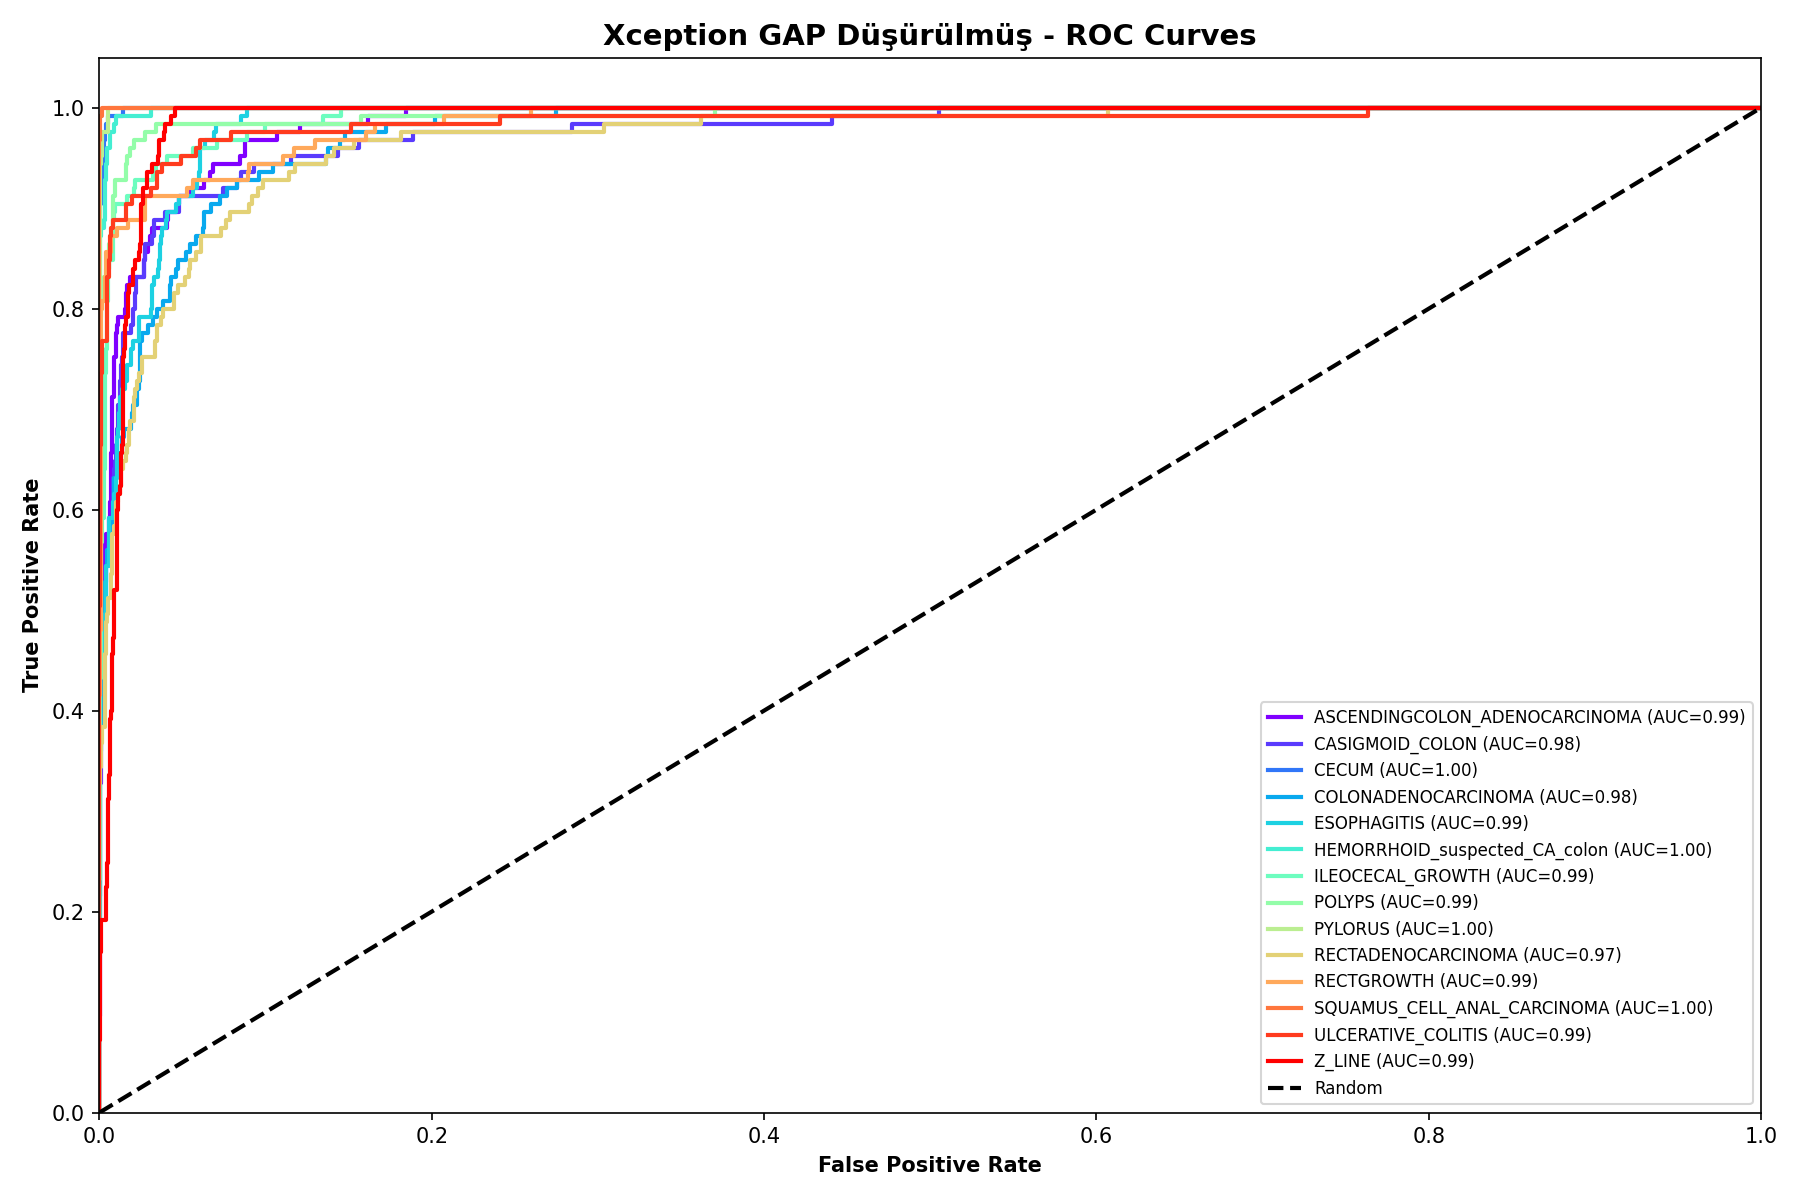 Xception GAP Düşürülmüş - ROC Curves
True Positive Rate
1.0
0.8
0.6
0.4
0.2
0.0
ASCENDINGCOLON_ADENOCARCINOMA (AUC=0.99)
CASIGMOID_COLON (AUC=0.98)
CECUM (AUC=1.00)
COLONADENOCARCINOMA (AUC=0.98)
ESOPHAGITIS (AUC=0.99)
HEMORRHOID_suspected_CA_colon (AUC=1.00)
ILEOCECAL_GROWTH (AUC=0.99)
POLYPS (AUC=0.99)
PYLORUS (AUC=1.00)
RECTADENOCARCINOMA (AUC=0.97)
RECTGROWTH (AUC=0.99)
SQUAMUS_CELL_ANAL_CARCINOMA (AUC=1.00)
ULCERATIVE_COLITIS (AUC=0.99)
Z_LINE (AUC=0.99)
Random
0.0 0.2 0.4 0.6 0.8 1.0
False Positive Rate